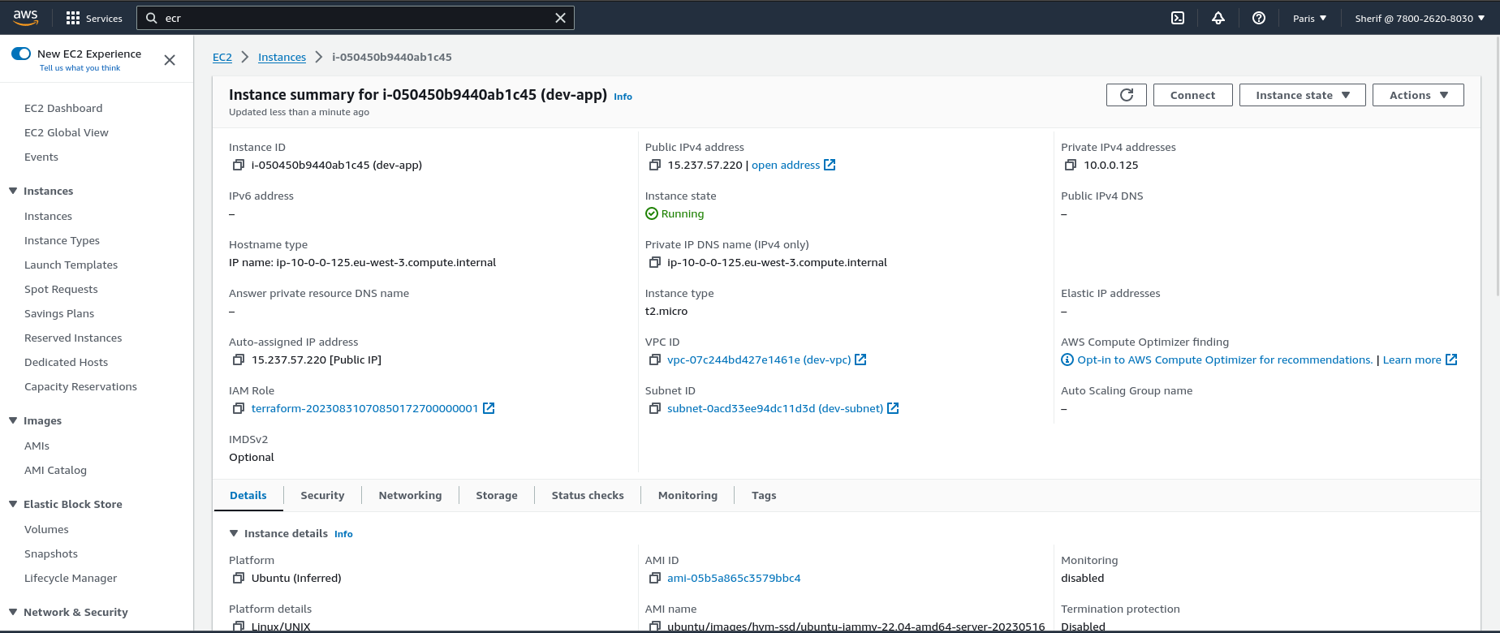 aws
Services
ecr
Paris ▼
Sherif @ 7800-2620-8030 ▼
New EC2 Experience
Tell us what you think
EC2 Dashboard
EC2 Global View
Events
Instances
Instances
Instance Types
Launch Templates
Spot Requests
Savings Plans
Reserved Instances
Dedicated Hosts
Capacity Reservations
Images
AMIs
AMI Catalog
Elastic Block Store
Volumes
Snapshots
Lifecycle Manager
Network & Security
EC2 > Instances > i-050450b9440ab1c45
Instance summary for i-050450b9440ab1c45 (dev-app) Info
Updated less than a minute ago
Connect
Instance state ▼
Actions ▼
Instance ID
i-050450b9440ab1c45 (dev-app)
Public IPv4 address
15.237.57.220 | open address
Private IPv4 addresses
10.0.0.125
IPv6 address
–
Instance state
Running
Public IPv4 DNS
–
Hostname type
IP name: ip-10-0-0-125.eu-west-3.compute.internal
Private IP DNS name (IPv4 only)
ip-10-0-0-125.eu-west-3.compute.internal
Answer private resource DNS name
–
Instance type
t2.micro
Elastic IP addresses
–
Auto-assigned IP address
15.237.57.220 [Public IP]
VPC ID
vpc-07c244bd427e1461e (dev-vpc)
AWS Compute Optimizer finding
Opt-in to AWS Compute Optimizer for recommendations. | Learn more
IAM Role
terraform-20230831070850172700000001
Subnet ID
subnet-0acd33ee94dc11d3d (dev-subnet)
Auto Scaling Group name
–
IMDSv2
Optional
Details
Security
Networking
Storage
Status checks
Monitoring
Tags
Instance details Info
Platform
Ubuntu (Inferred)
AMI ID
ami-05b5a865c3579bbc4
Monitoring
disabled
Platform details
Linux/UNIX
AMI name
ubuntu/images/hvm-ssd/ubuntu-jammy-22.04-amd64-server-20230516
Termination protection
Disabled